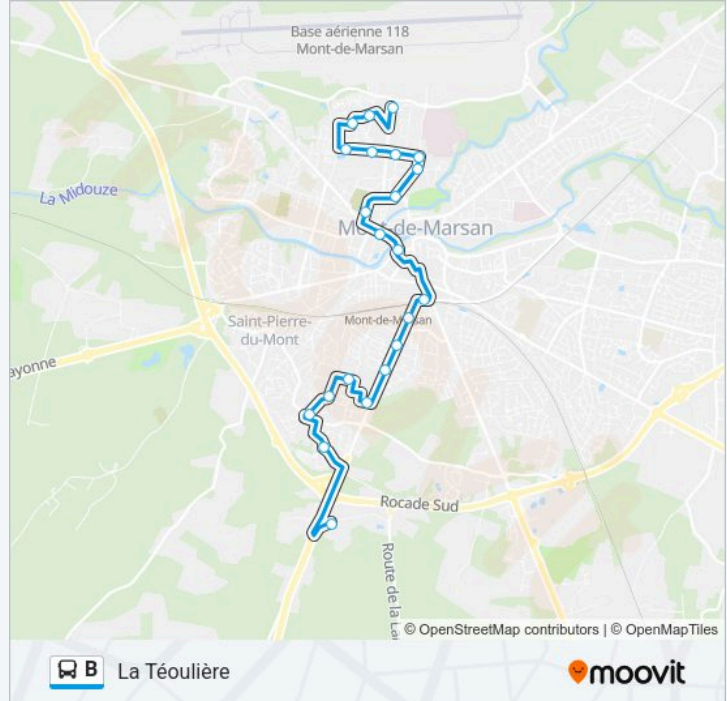 Base aérienne 118
Mont-de-Marsan
La Midouze
Mont-de-Marsan
Saint-Pierre-
du-Mont
Mont-de-Marsan
ayonne
Rocade Sud
Route de la Lan
© OpenStreetMap contributors | © OpenMapTiles
B La Téoulière
moovit